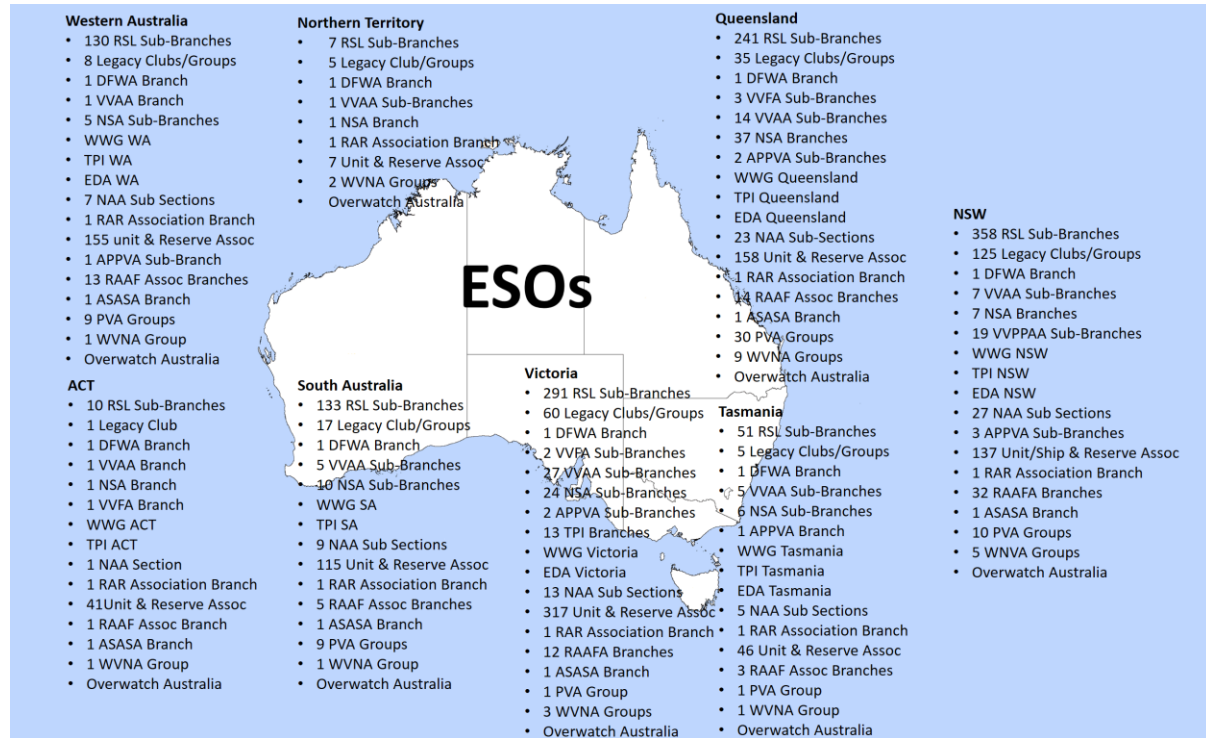 Western Australia
• 130 RSL Sub-Branches
• 8 Legacy Clubs/Groups
• 1 DFWA Branch
• 1 VVAA Branch
• 5 NSA Sub-Branches
• WWG WA
• TPI WA
• EDA WA
• 7 NAA Sub Sections
• 1 RAR Association Branch
• 155 unit & Reserve Assoc
• 1 APPVA Sub-Branch
• 13 RAAF Assoc Branches
• 1 ASASA Branch
• 9 PVA Groups
• 1 WVNA Group
• Overwatch Australia
Northern Territory
• 7 RSL Sub-Branches
• 5 Legacy Club/Groups
• 1 DFWA Branch
• 1 VVAA Sub-Branches
• 1 NSA Branch
• 1 RAR Association Branch
• 7 Unit & Reserve Assoc
• 2 WVNA Groups
• Overwatch Australia
Queensland
• 241 RSL Sub-Branches
• 35 Legacy Clubs/Groups
• 1 DFWA Branch
• 3 VVFA Sub-Branches
• 14 VVAA Sub-Branches
• 37 NSA Branches
• 2 APPVA Sub-Branches
• WWG Queensland
• TPI Queensland
• EDA Queensland
• 23 NAA Sub-Sections
• 158 Unit & Reserve Assoc
• 1 RAR Association Branch
• 14 RAAF Assoc Branches
• 1 ASASA Branch
• 30 PVA Groups
• 9 WVNA Groups
• Overwatch Australia
NSW
• 358 RSL Sub-Branches
• 125 Legacy Clubs/Groups
• 1 DFWA Branch
• 7 VVAA Sub-Branches
• 7 NSA Branches
• 19 VVPPAA Sub-Branches
• WWG NSW
• TPI NSW
• EDA NSW
• 27 NAA Sub Sections
• 3 APPVA Sub-Branches
• 137 Unit/Ship & Reserve Assoc
• 1 RAR Association Branch
• 32 RAAFA Branches
• 1 ASASA Branch
• 10 PVA Groups
• 5 WNVA Groups
• Overwatch Australia
ESOs
ACT
• 10 RSL Sub-Branches
• 1 Legacy Club
• 1 DFWA Branch
• 1 VVAA Branch
• 1 NSA Branch
• 1 VVFA Branch
• WWG ACT
• TPI ACT
• 1 NAA Section
• 1 RAR Association Branch
• 41Unit & Reserve Assoc
• 1 RAAF Assoc Branch
• 1 ASASA Branch
• 1 WVNA Group
• Overwatch Australia
South Australia
• 133 RSL Sub-Branches
• 17 Legacy Club/Groups
• 1 DFWA Branch
• 5 VVAA Sub-Branches
• 10 NSA Sub-Branches
• WWG SA
• TPI SA
• 9 NAA Sub Sections
• 115 Unit & Reserve Assoc
• 1 RAR Association Branch
• 5 RAAF Assoc Branches
• 1 ASASA Branch
• 9 PVA Groups
• 1 WVNA Group
• Overwatch Australia
Victoria
• 291 RSL Sub-Branches
• 60 Legacy Clubs/Groups
• 1 DFWA Branch
• 2 VVFA Sub-Branches
• 27 VVAA Sub-Branches
• 24 NSA Sub-Branches
• 2 APPVA Sub-Branches
• 13 TPI Branches
• WWG Victoria
• EDA Victoria
• 13 NAA Sub Sections
• 317 Unit & Reserve Assoc
• 1 RAR Association Branch
• 12 RAAFA Branches
• 1 ASASA Branch
• 1 PVA Group
• 3 WVNA Groups
• Overwatch Australia
Tasmania
• 51 RSL Sub-Branches
• 5 Legacy Clubs/Groups
• 1 DFWA Branch
• 5 VVAA Sub-Branches
• 6 NSA Sub-Branches
• 1 APPVA Branch
• WWG Tasmania
• TPI Tasmania
• EDA Tasmania
• 5 NAA Sub Sections
• 1 RAR Association Branch
• 46 Unit & Reserve Assoc
• 3 RAAF Assoc Branches
• 1 PVA Group
• 1 WVNA Group
• Overwatch Australia